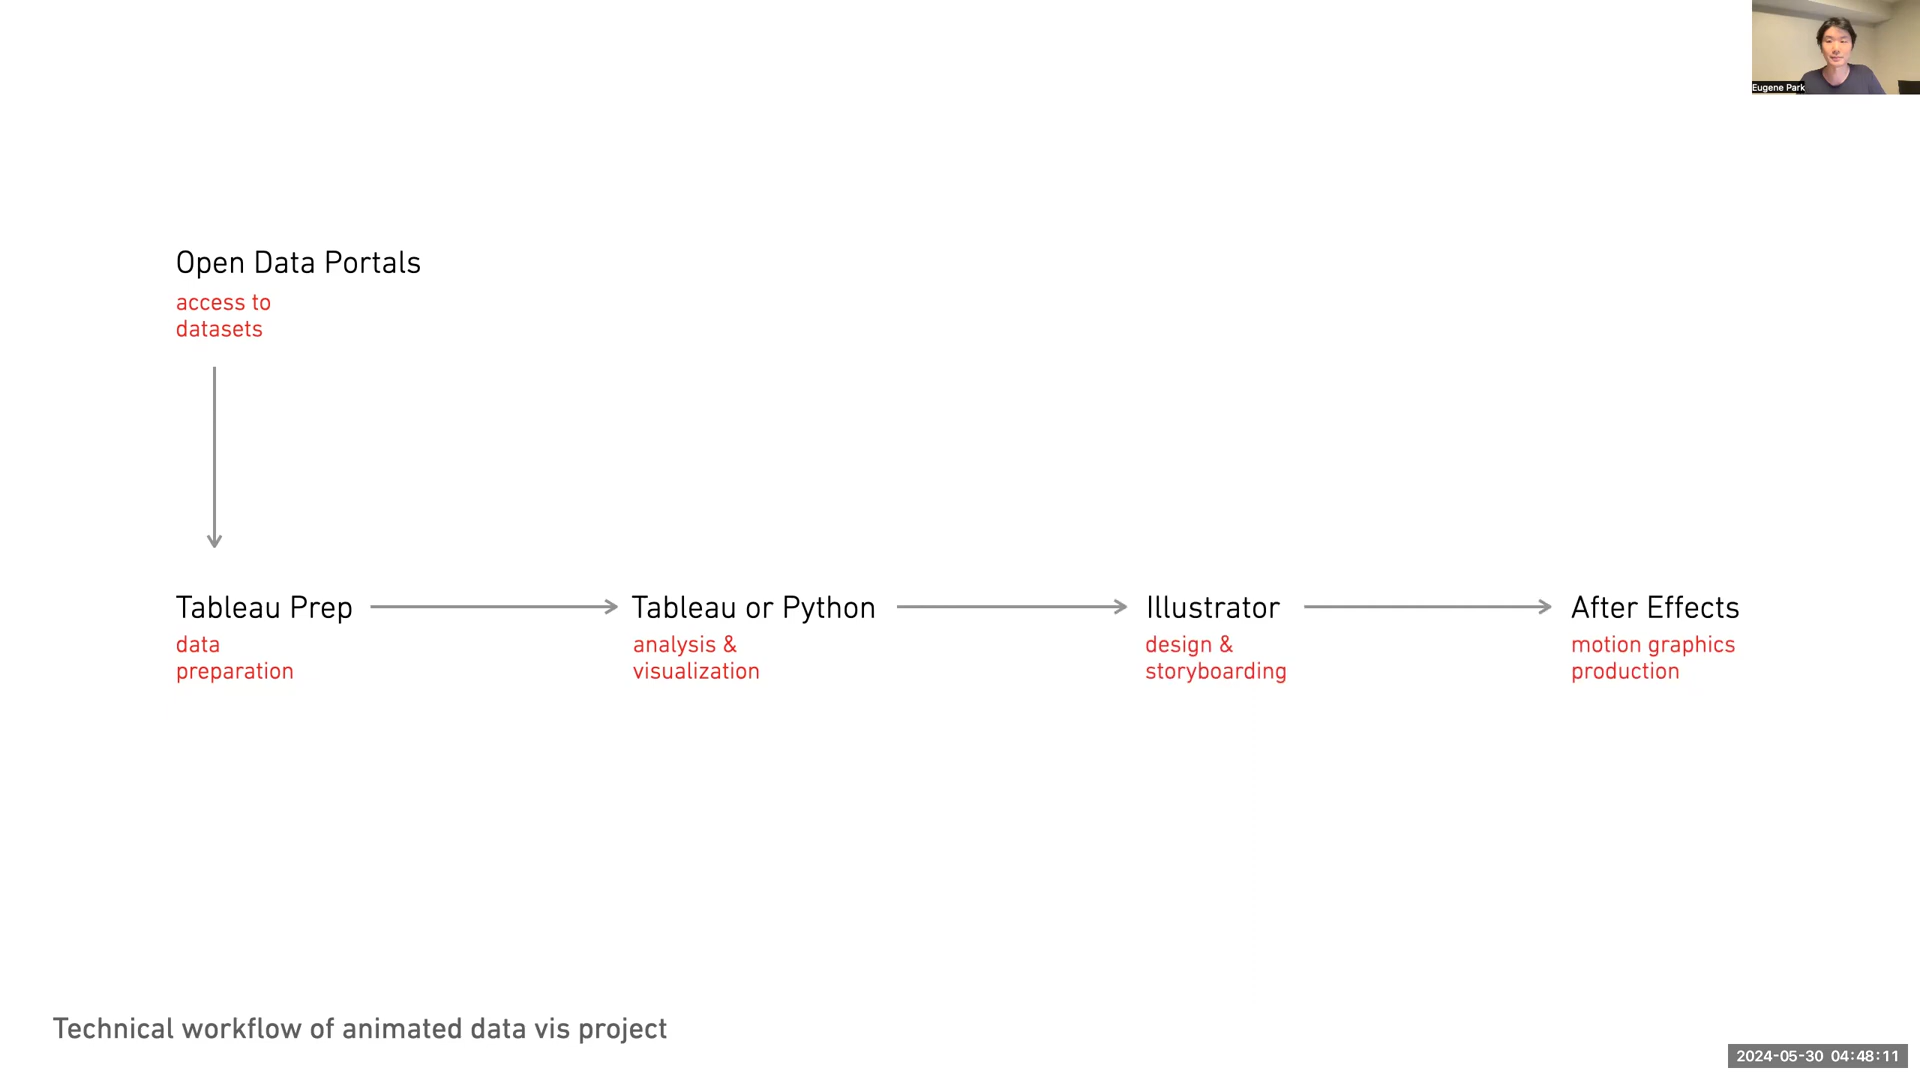 Eugene Park
Open Data Portals
access to
datasets
Tableau Prep
data
preparation
Tableau or Python
analysis &
visualization
Illustrator
design &
storyboarding
After Effects
motion graphics
production
Technical workflow of animated data vis project
2024-05-30 04:48:11